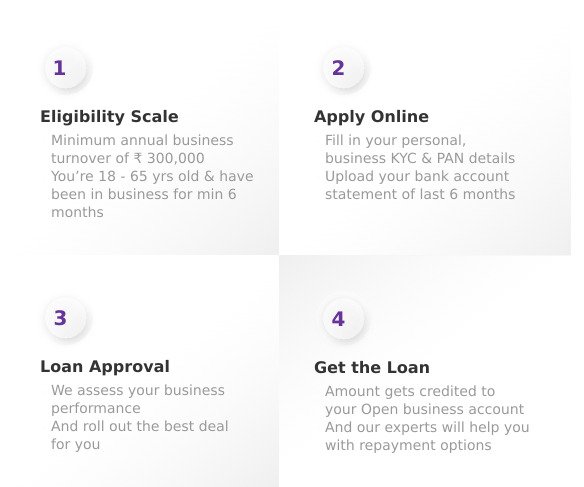 1
Eligibility Scale
Minimum annual business
turnover of ₹ 300,000
You’re 18 - 65 yrs old & have
been in business for min 6
months
2
Apply Online
Fill in your personal,
business KYC & PAN details
Upload your bank account
statement of last 6 months
3
Loan Approval
We assess your business
performance
And roll out the best deal
for you
4
Get the Loan
Amount gets credited to
your Open business account
And our experts will help you
with repayment options